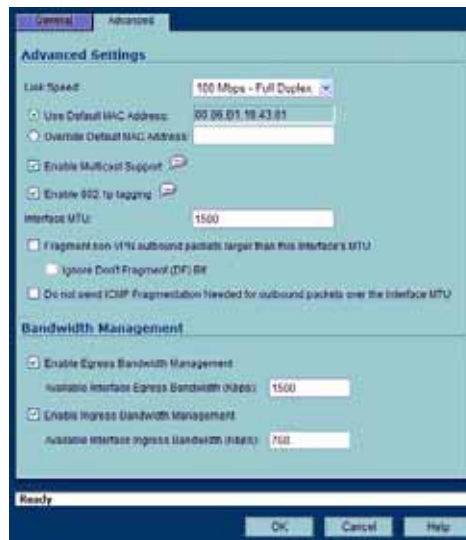 General Advanced
Advanced Settings
Link Speed: 100 Mbps - Full Duplex
Use Default MAC Address: 00:06:B1:18:43:81
Override Default MAC Address:
Enable Multicast Support
Enable 802.1p tagging
Interface MTU: 1500
Fragment non-VPN outbound packets larger than this Interface's MTU
Ignore Don't Fragment (DF) Bit
Do not send ICMP Fragmentation Needed for outbound packets over the Interface MTU
Bandwidth Management
Enable Egress Bandwidth Management
Available Interface Egress Bandwidth (Kbps): 1500
Enable Ingress Bandwidth Management
Available Interface Ingress Bandwidth (Kbps): 768
Ready
OK Cancel Help